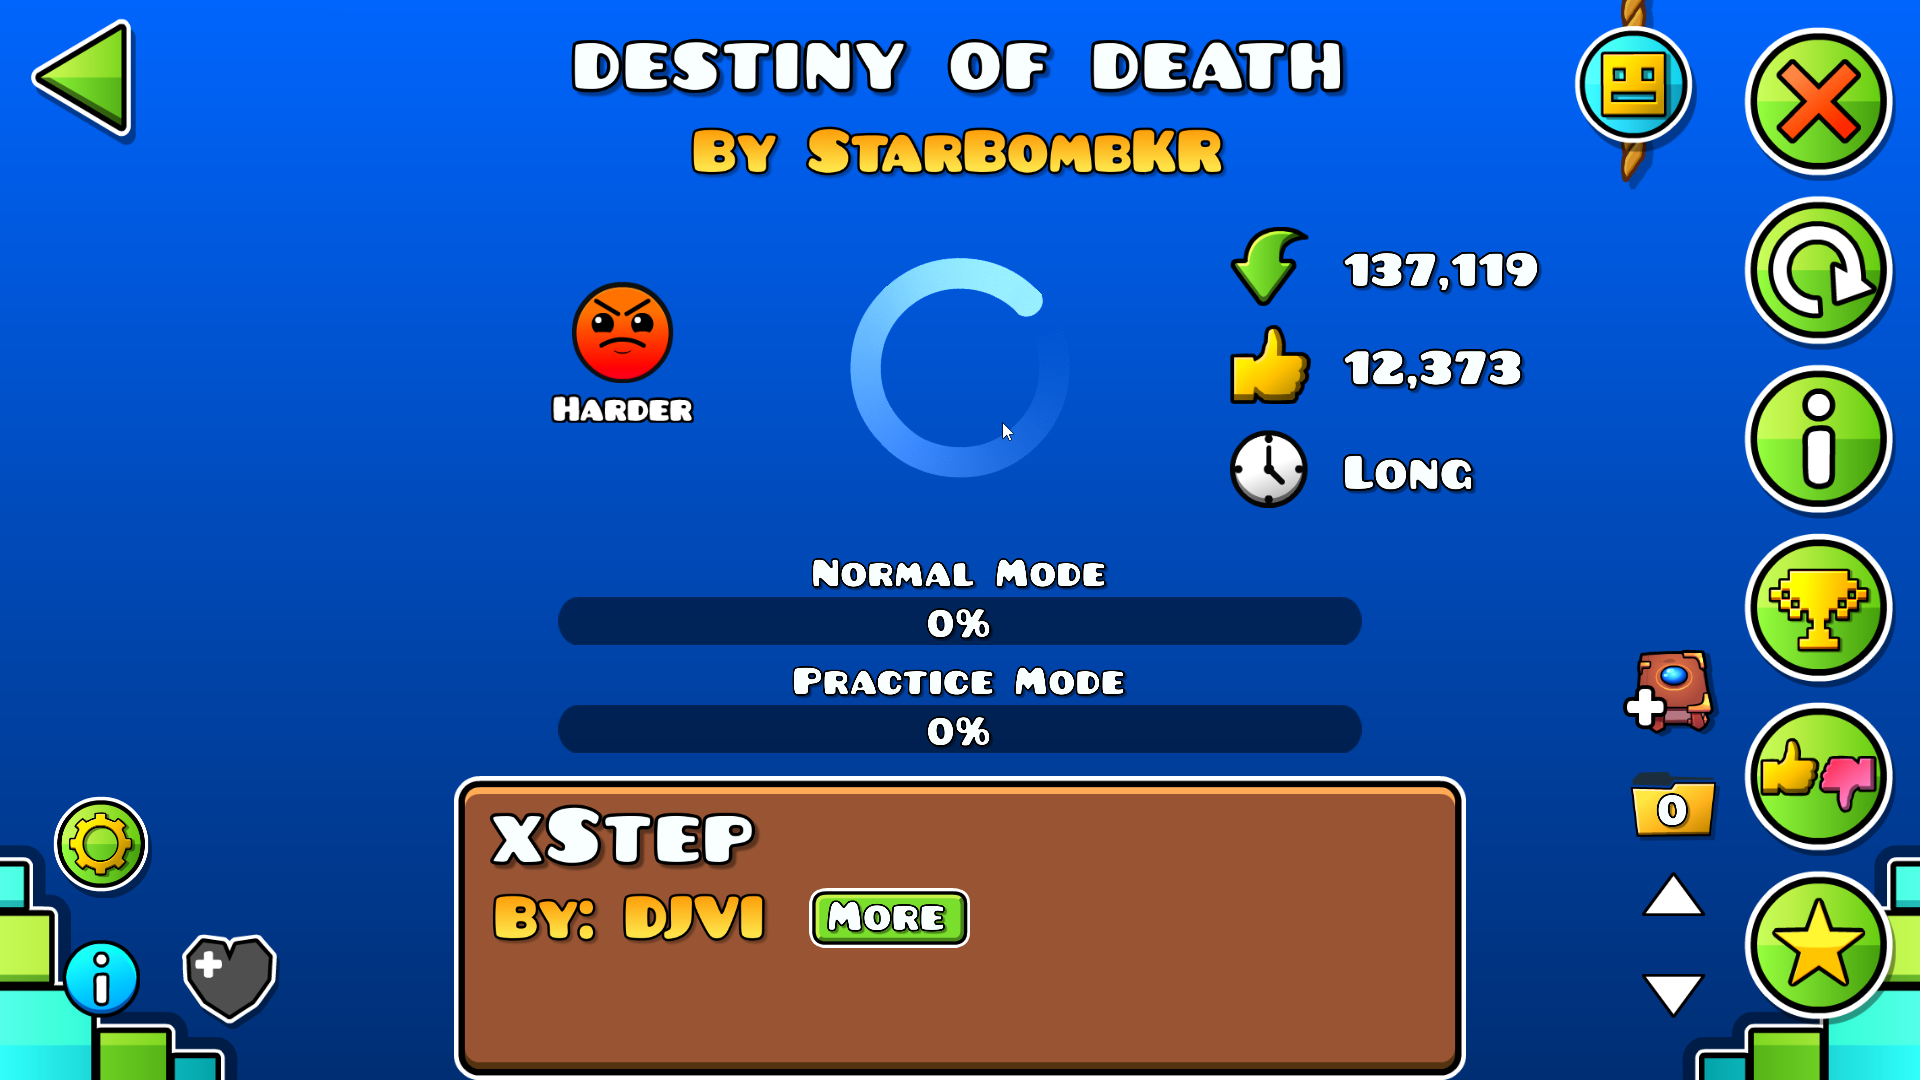 DESTINY OF DEATH
By StarBombKR
Harder
137,119
12,373
Long
Normal Mode
0%
Practice Mode
0%
xStep
By: DJVI
More
0